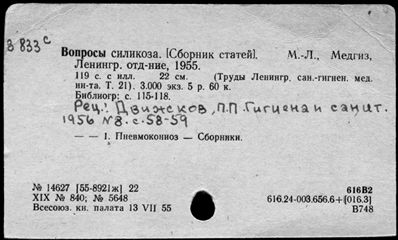 З 833 с
Вопросы силикоза. [Сборник статей]. М.-Л., Медгиз,
Ленингр. отд-ние, 1955.
119 с. с илл. 22 см. (Труды Ленингр. сан.-гигиен. мед.
ин-та. Т. 21). 3.000 экз. 5 р. 60 к.
Библиогр: с. 115-118.
Рец.: Движков, П.П. Гигиена и санит.
1956 №8. с. 58-59
— — 1. Пневмокониоз — Сборники.
№ 14627 [55-8921ж] 22 616В2
XIX № 840; № 5648 616.24-003.656.6+[016.3]
Всесоюз. кн. палата 13 VII 55 В748